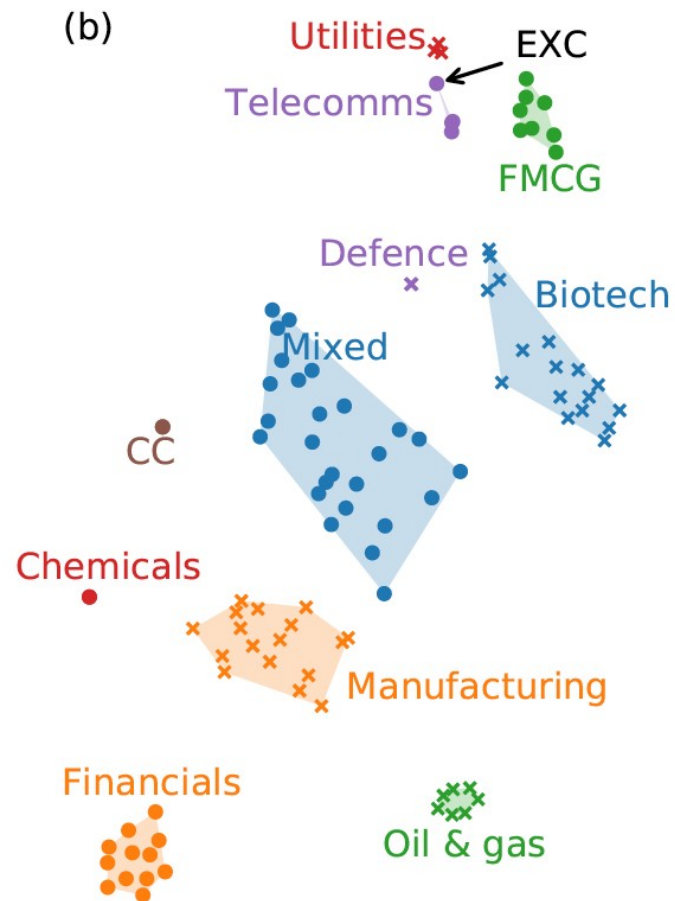 (b)
Utilities
EXC
Telecomms
FMCG
Defence
Biotech
Mixed
CC
Chemicals
Manufacturing
Financials
Oil & gas